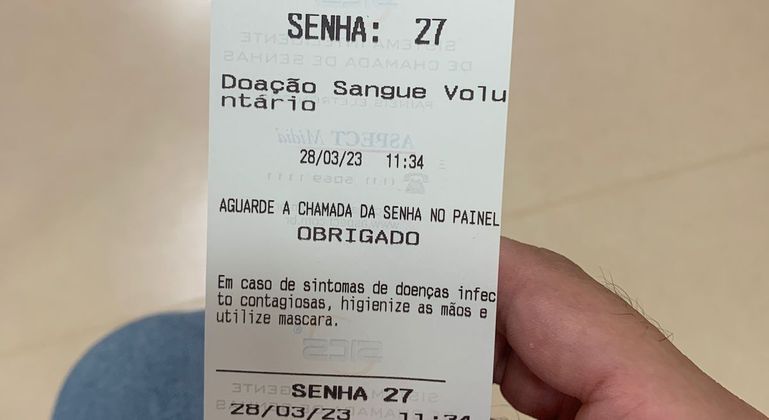 SENHA: 27
Doação Sangue Volu
ntário
28/03/23 11:34
AGUARDE A CHAMADA DA SENHA NO PAINEL
OBRIGADO
Em caso de sintomas de doenças infec
to contagiosas, higienize as mãos e
utilize mascara.
SENHA 27
28/03/23 11:34